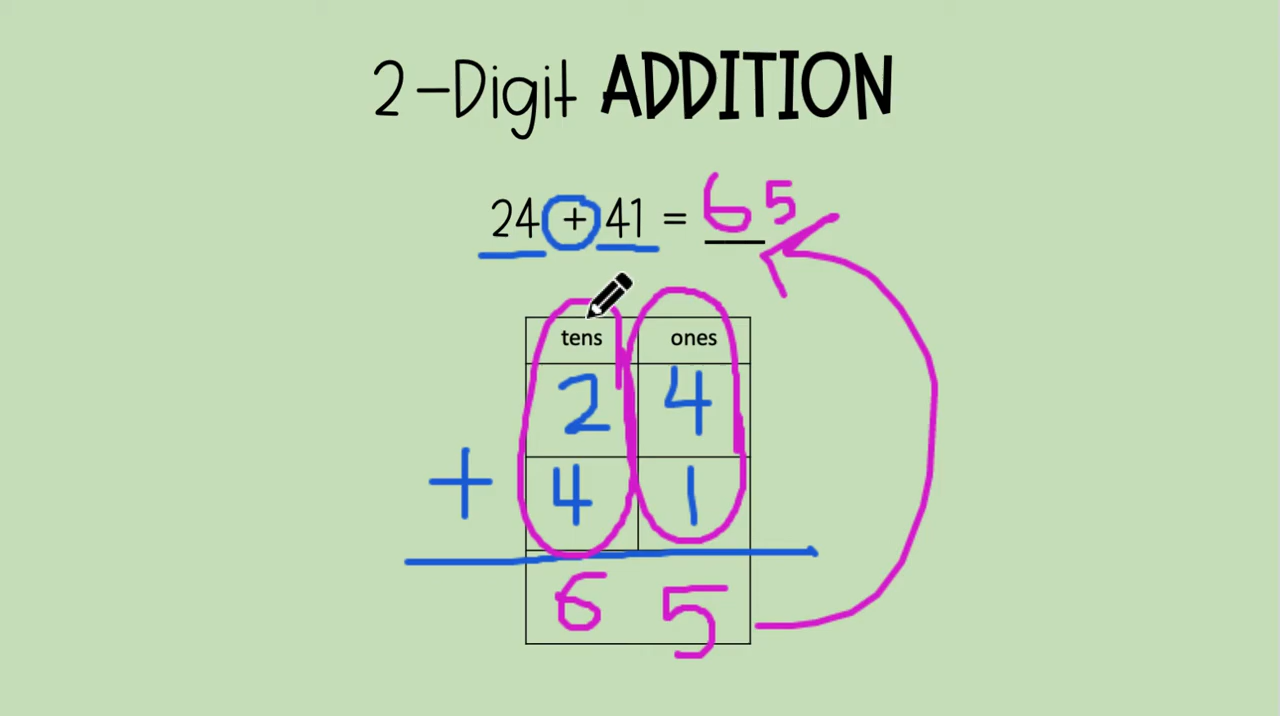 2-Digit ADDITION
24 + 41 = 65
tens ones
2 4
+ 4 1
6 5